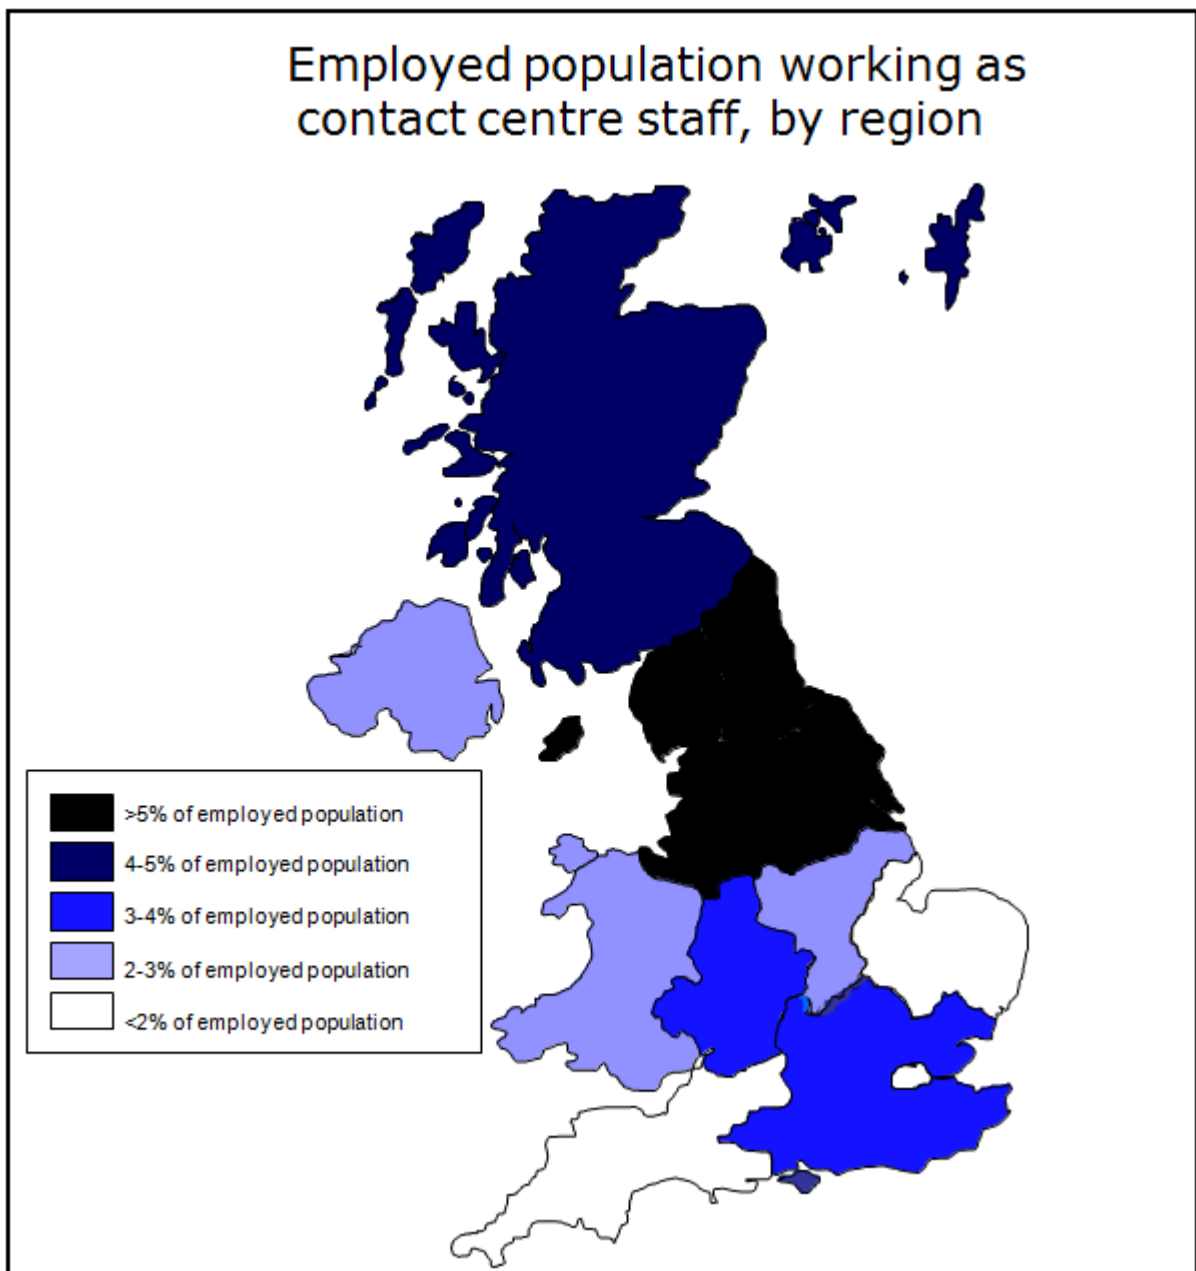 Employed population working as
contact centre staff, by region
>5% of employed population
4-5% of employed population
3-4% of employed population
2-3% of employed population
<2% of employed population